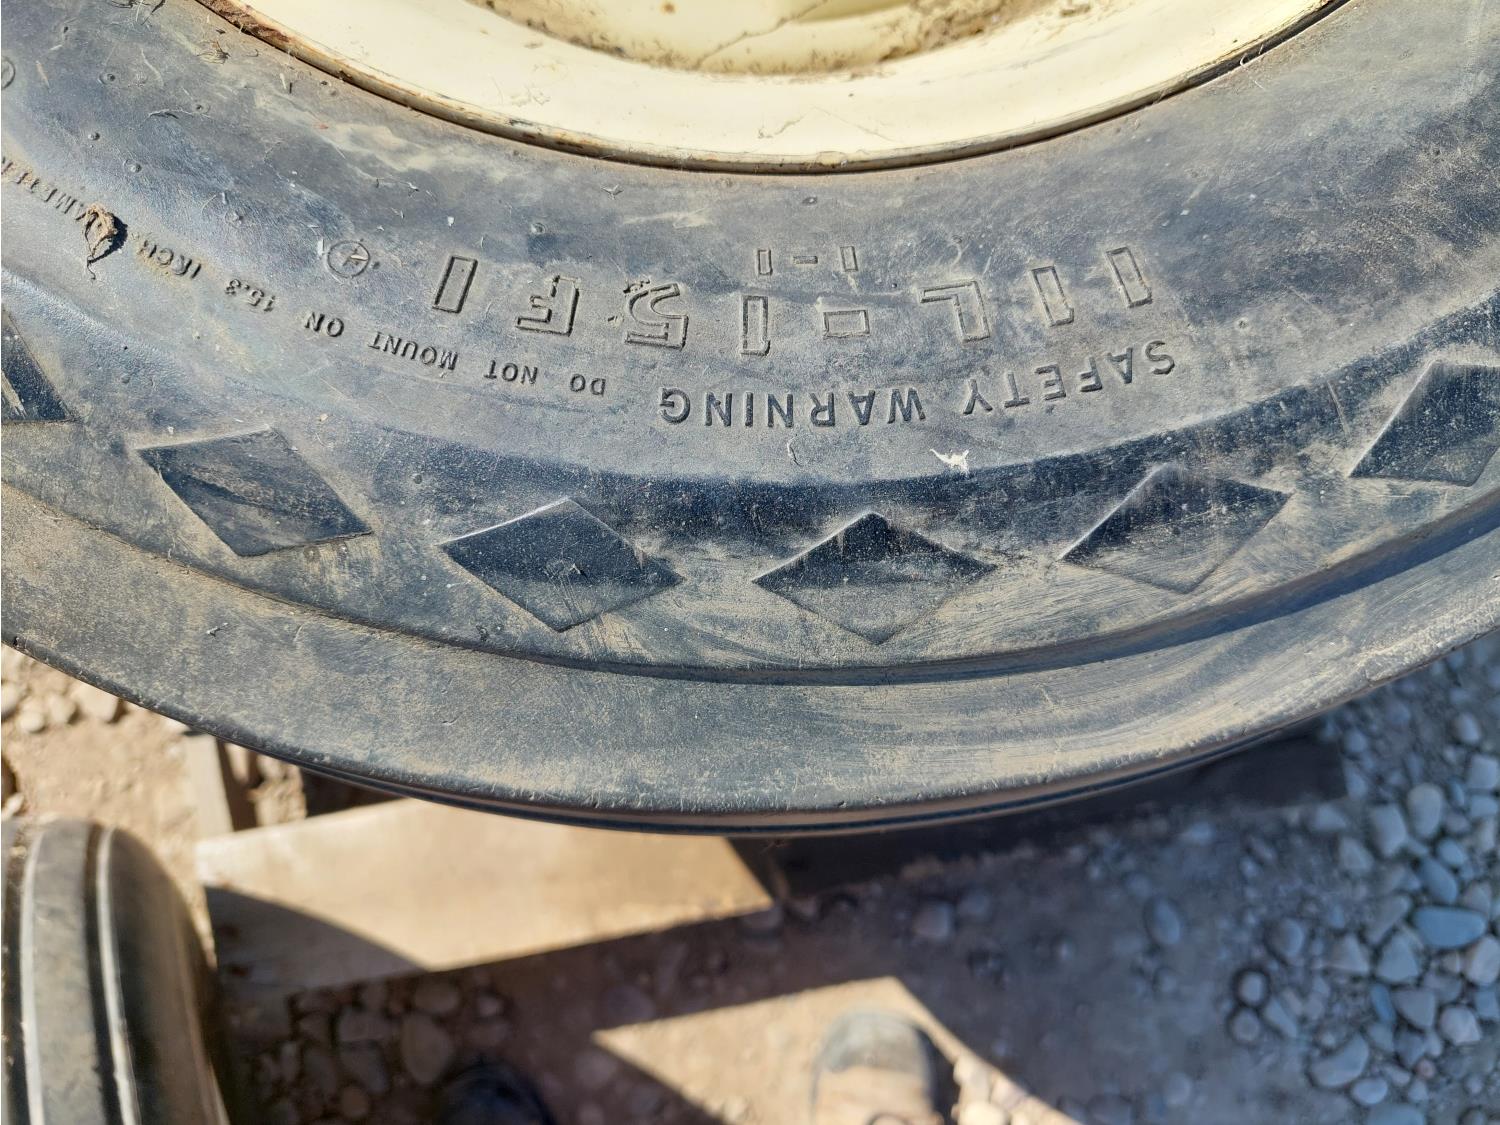 11L-15FI
I-1
SAFETY WARNING
DO NOT MOUNT ON 15.3 INCH